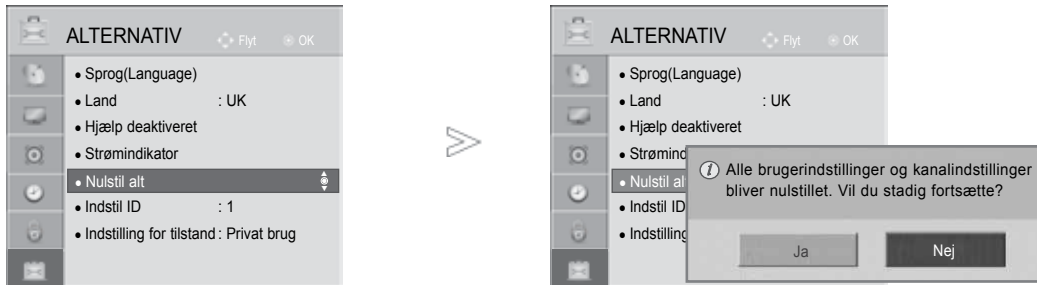 ALTERNATIV Flyt OK
• Sprog(Language)
• Land : UK
• Hjælp deaktiveret
• Strømindikator
• Nulstil alt
• Indstil ID : 1
• Indstilling for tilstand : Privat brug
ALTERNATIV Flyt OK
• Sprog(Language)
• Land : UK
• Hjælp deaktiveret
• Strømind
• Nulstil al
• Indstil ID
• Indstilling
Alle brugerindstillinger og kanalindstillinger
bliver nulstillet. Vil du stadig fortsætte?
Ja Nej